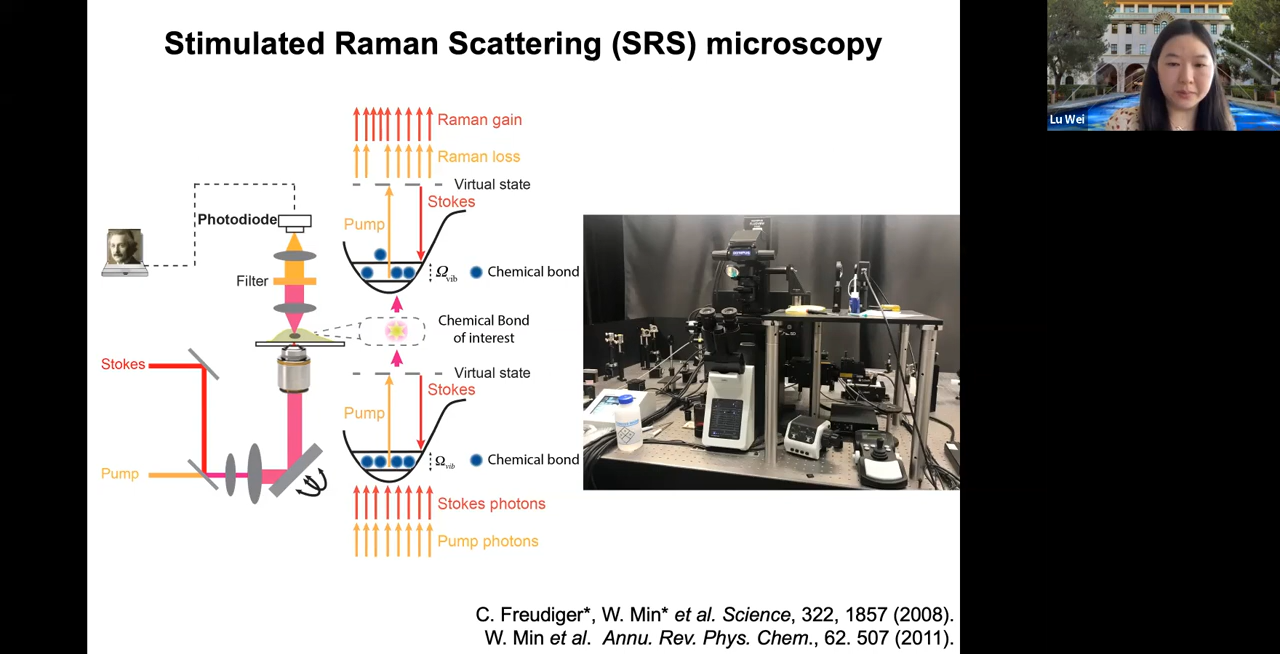 Stimulated Raman Scattering (SRS) microscopy
Lu Wei
Raman gain
Raman loss
Virtual state
Stokes
Pump
Photodiode
Filter
Ωvib
Chemical bond
Chemical Bond
of interest
Stokes
Virtual state
Stokes
Pump
Ωvib
Chemical bond
Pump
Stokes photons
Pump photons
OLYMPUS
C. Freudiger*, W. Min* et al. Science, 322, 1857 (2008).
W. Min et al. Annu. Rev. Phys. Chem., 62. 507 (2011).